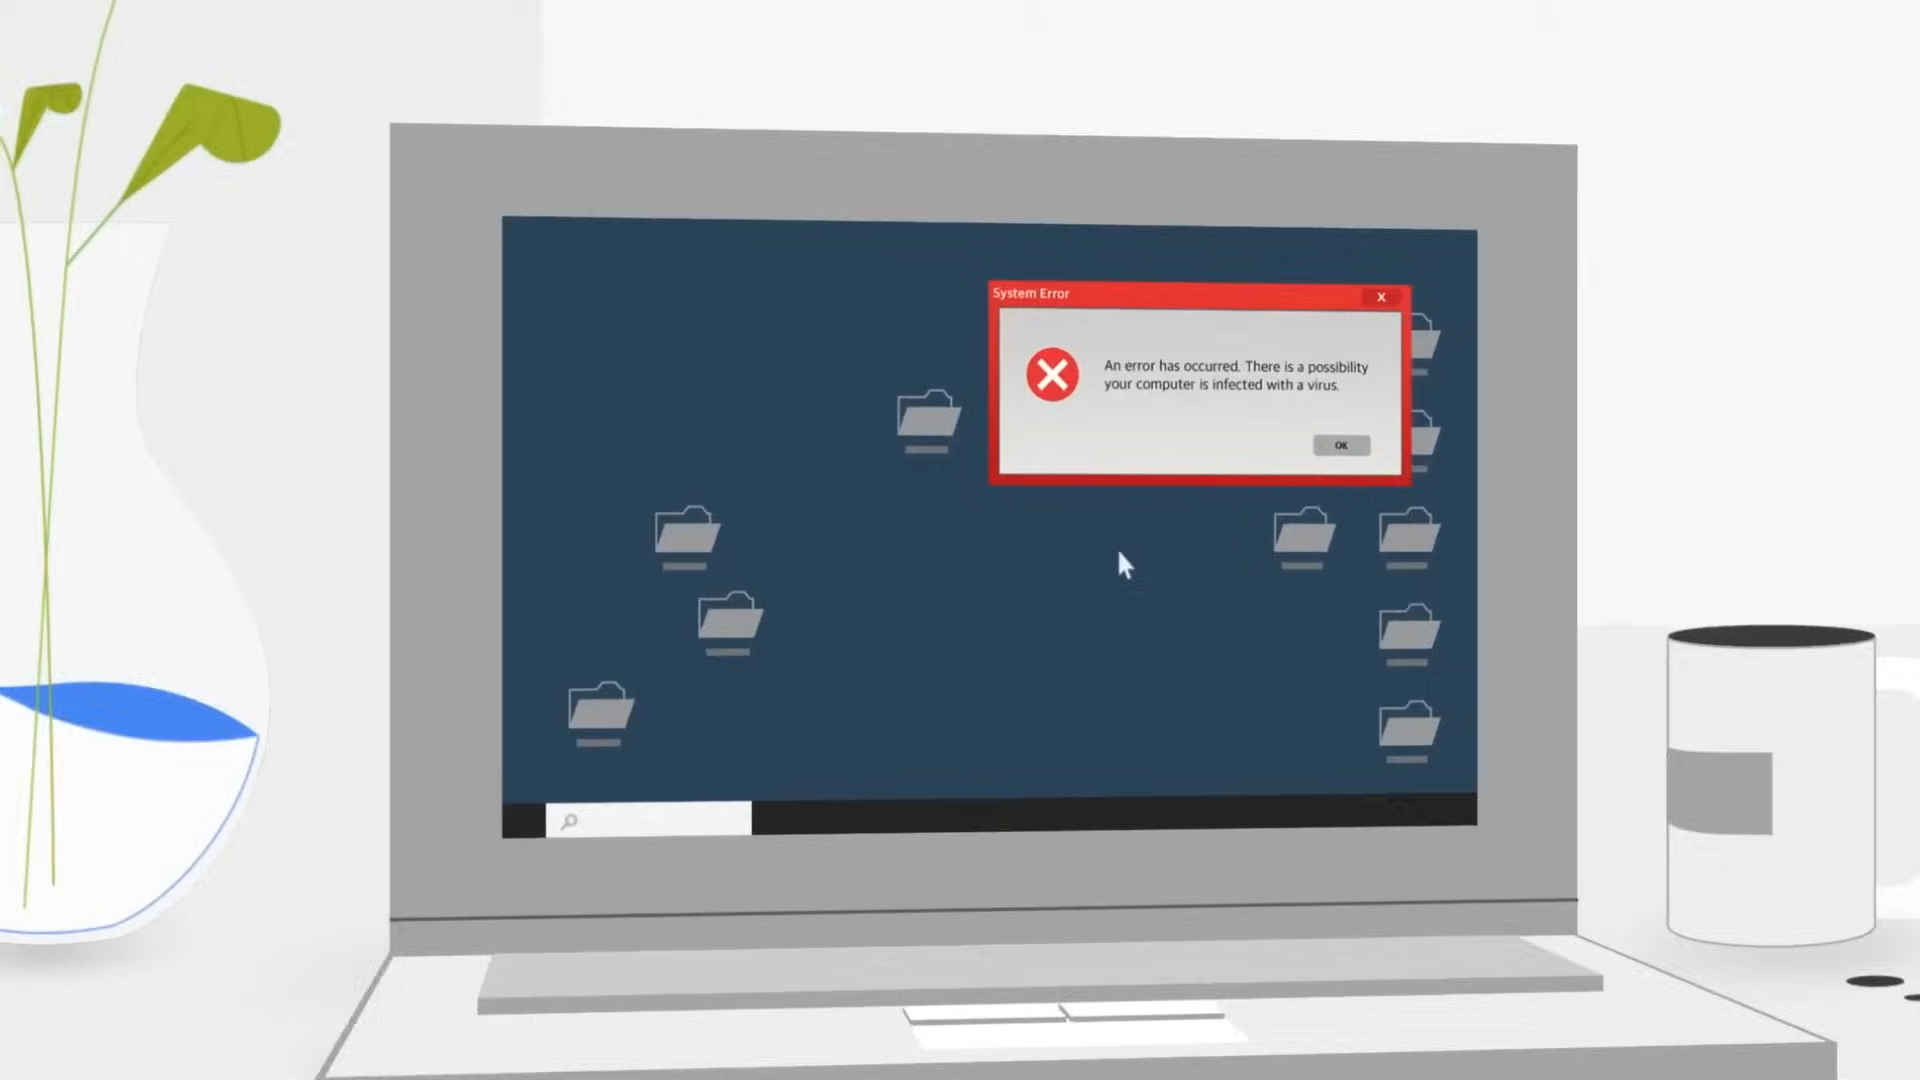 System Error
X
An error has occurred. There is a possibility
your computer is infected with a virus.
OK